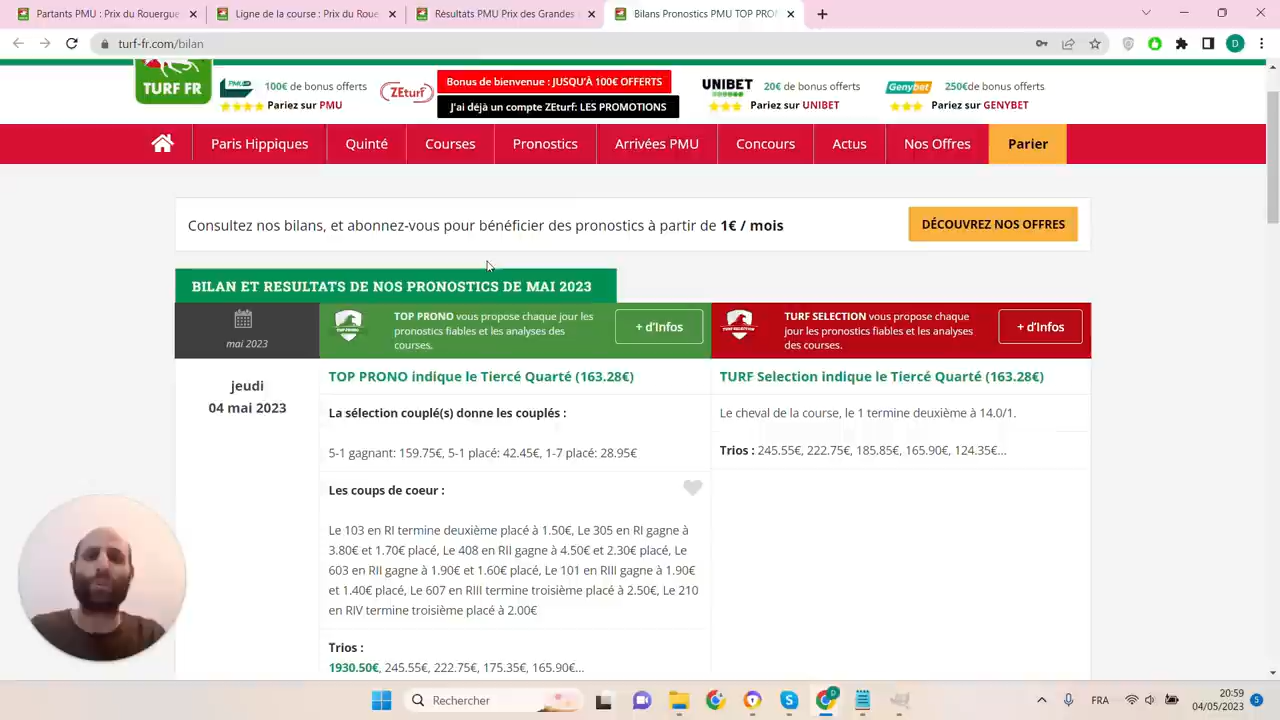 Partants PMU : Prix du Rouergue
Ligne de la course : Prix du Roue
Résultats PMU Prix des Grandes
Bilans Pronostics PMU TOP PRON
turf-fr.com/bilan
TURF FR
PMU
100€ de bonus offerts
Pariez sur PMU
ZEturf
Bonus de bienvenue : JUSQU'À 100€ OFFERTS
J'ai déjà un compte ZEturf: LES PROMOTIONS
UNIBET
20€ de bonus offerts
Pariez sur UNIBET
Genybet
250€de bonus offerts
Pariez sur GENYBET
Paris Hippiques
Quinté
Courses
Pronostics
Arrivées PMU
Concours
Actus
Nos Offres
Parier
Consultez nos bilans, et abonnez-vous pour bénéficier des pronostics à partir de 1€ / mois
DÉCOUVREZ NOS OFFRES
BILAN ET RESULTATS DE NOS PRONOSTICS DE MAI 2023
mai 2023
TOP PRONO
TOP PRONO vous propose chaque jour les
pronostics fiables et les analyses des
courses.
+ d'Infos
TURF SELECTION
TURF SELECTION vous propose chaque
jour les pronostics fiables et les analyses
des courses.
+ d'Infos
jeudi
04 mai 2023
TOP PRONO indique le Tiercé Quarté (163.28€)
La sélection couplé(s) donne les couplés :
5-1 gagnant: 159.75€, 5-1 placé: 42.45€, 1-7 placé: 28.95€
Les coups de coeur :
Le 103 en RI termine deuxième placé à 1.50€, Le 305 en RI gagne à
3.80€ et 1.70€ placé, Le 408 en RII gagne à 4.50€ et 2.30€ placé, Le
603 en RII gagne à 1.90€ et 1.60€ placé, Le 101 en RIII gagne à 1.90€
et 1.40€ placé, Le 607 en RIII termine troisième placé à 2.50€, Le 210
en RIV termine troisième placé à 2.00€
Trios :
1930.50€, 245.55€, 222.75€, 175.35€, 165.90€...
TURF Selection indique le Tiercé Quarté (163.28€)
Le cheval de la course, le 1 termine deuxième à 14.0/1.
Trios : 245.55€, 222.75€, 185.85€, 165.90€, 124.35€...
Rechercher
FRA
20:59
04/05/2023